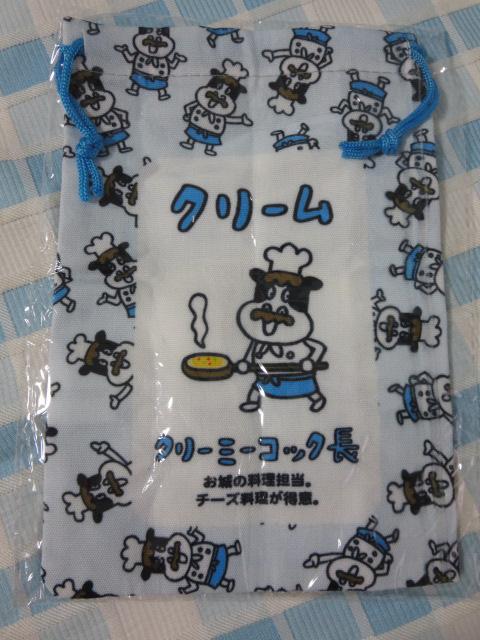 クリーム
クリーミーコック長
お城の料理担当。
チーズ料理が得意。